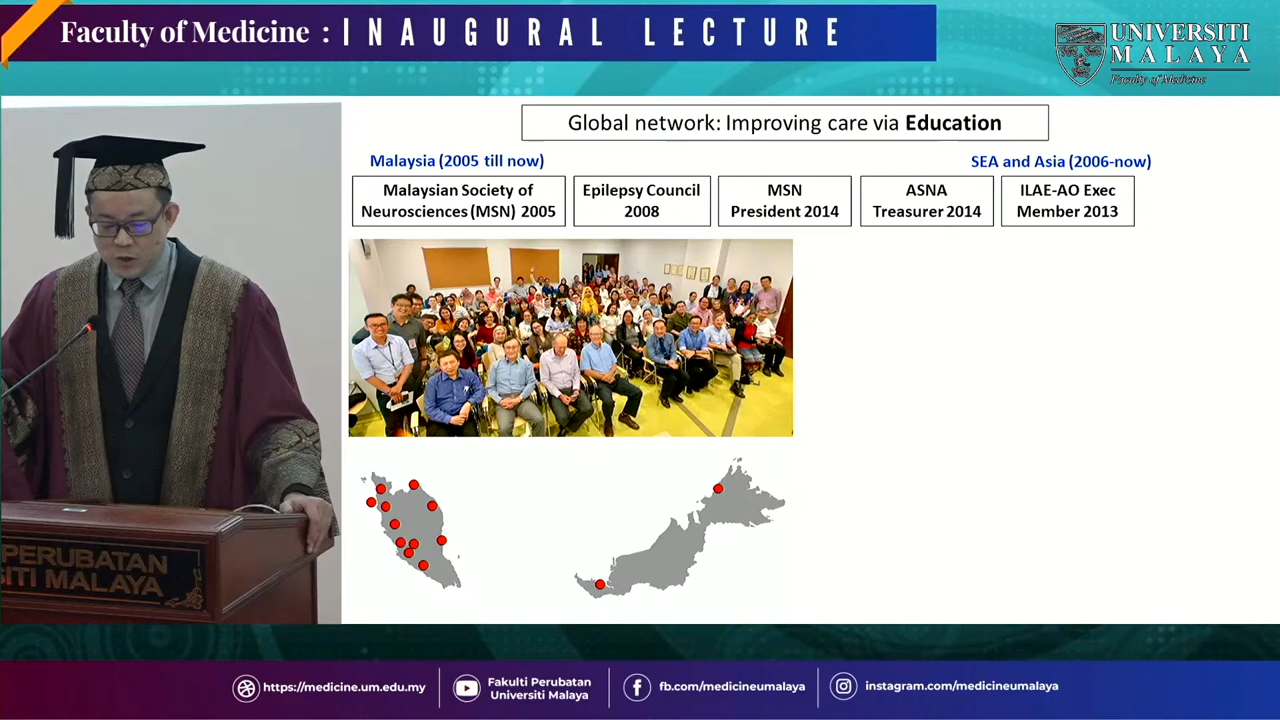 Faculty of Medicine : INAUGURAL LECTURE
UNIVERSITI
MALAYA
Faculty of Medicine
Global network: Improving care via Education
Malaysia (2005 till now)
SEA and Asia (2006-now)
Malaysian Society of
Neurosciences (MSN) 2005
Epilepsy Council
2008
MSN
President 2014
ASNA
Treasurer 2014
ILAE-AO Exec
Member 2013
PERUBATAN
SITI MALAYA
https://medicine.um.edu.my
Fakulti Perubatan
Universiti Malaya
fb.com/medicineumalaya
instagram.com/medicineumalaya